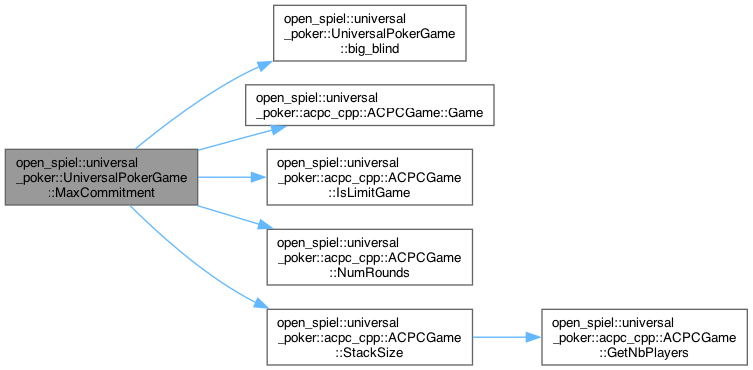 open_spiel::universal
_poker::UniversalPokerGame
::MaxCommitment
open_spiel::universal
_poker::UniversalPokerGame
::big_blind
open_spiel::universal
_poker::acpc_cpp::ACPCGame::Game
open_spiel::universal
_poker::acpc_cpp::ACPCGame
::IsLimitGame
open_spiel::universal
_poker::acpc_cpp::ACPCGame
::NumRounds
open_spiel::universal
_poker::acpc_cpp::ACPCGame
::StackSize
open_spiel::universal
_poker::acpc_cpp::ACPCGame
::GetNbPlayers